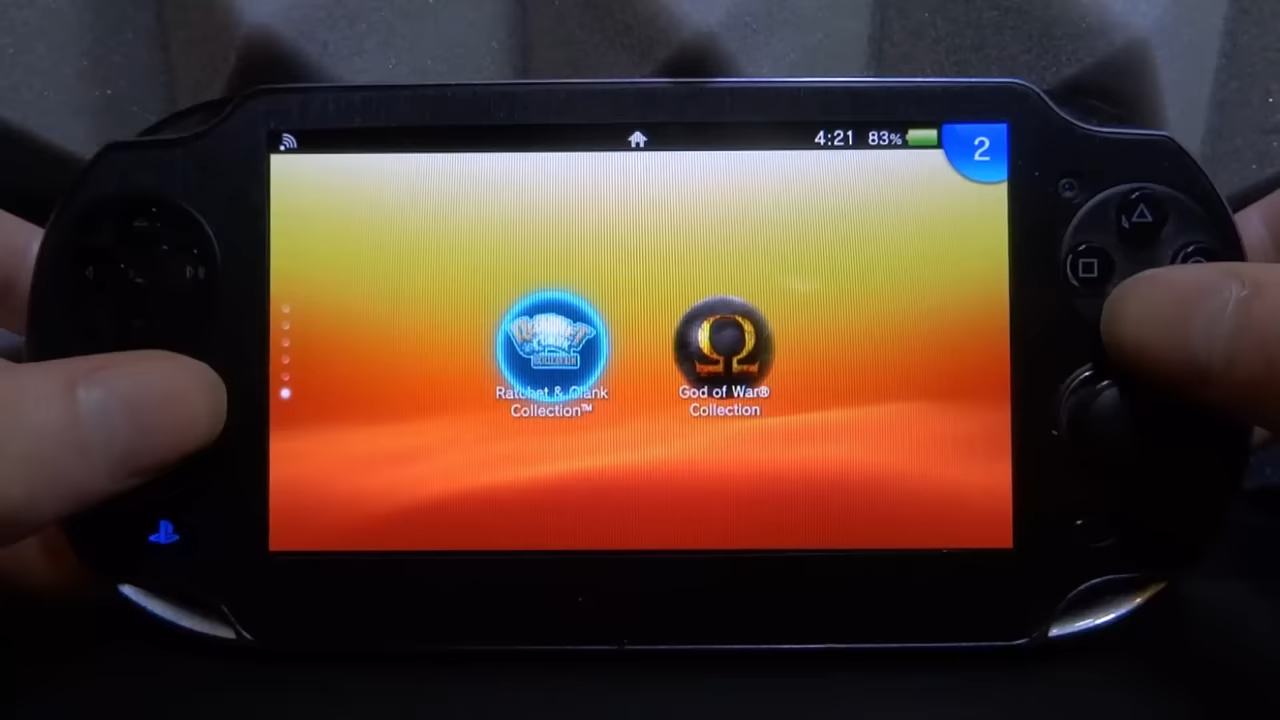 4:21 83%
2
Ratchet & Clank
Collection™
God of War®
Collection